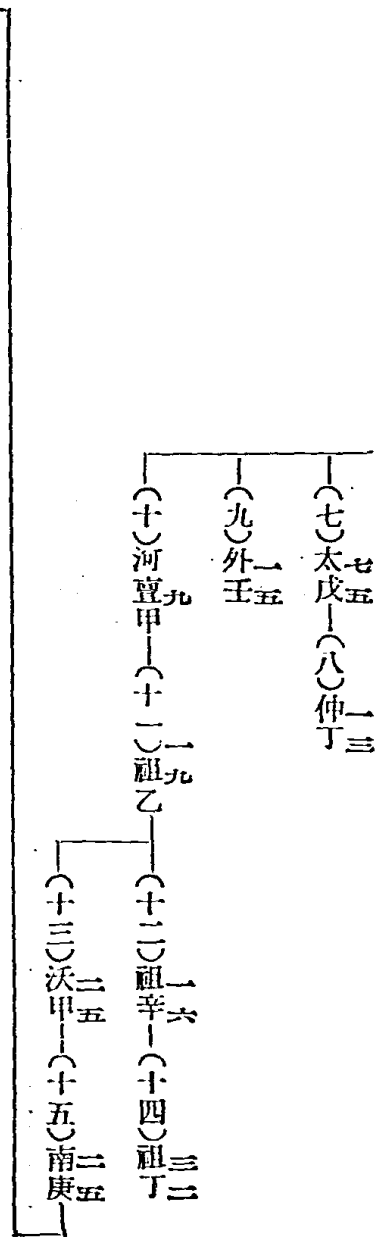 （七）太戊七五（八）仲丁一三
（九）外壬一五
（十）河亶甲九（十一）祖乙一九
（十二）祖辛一六（十四）祖丁三二
（十三）沃甲二五（十五）南庚二五